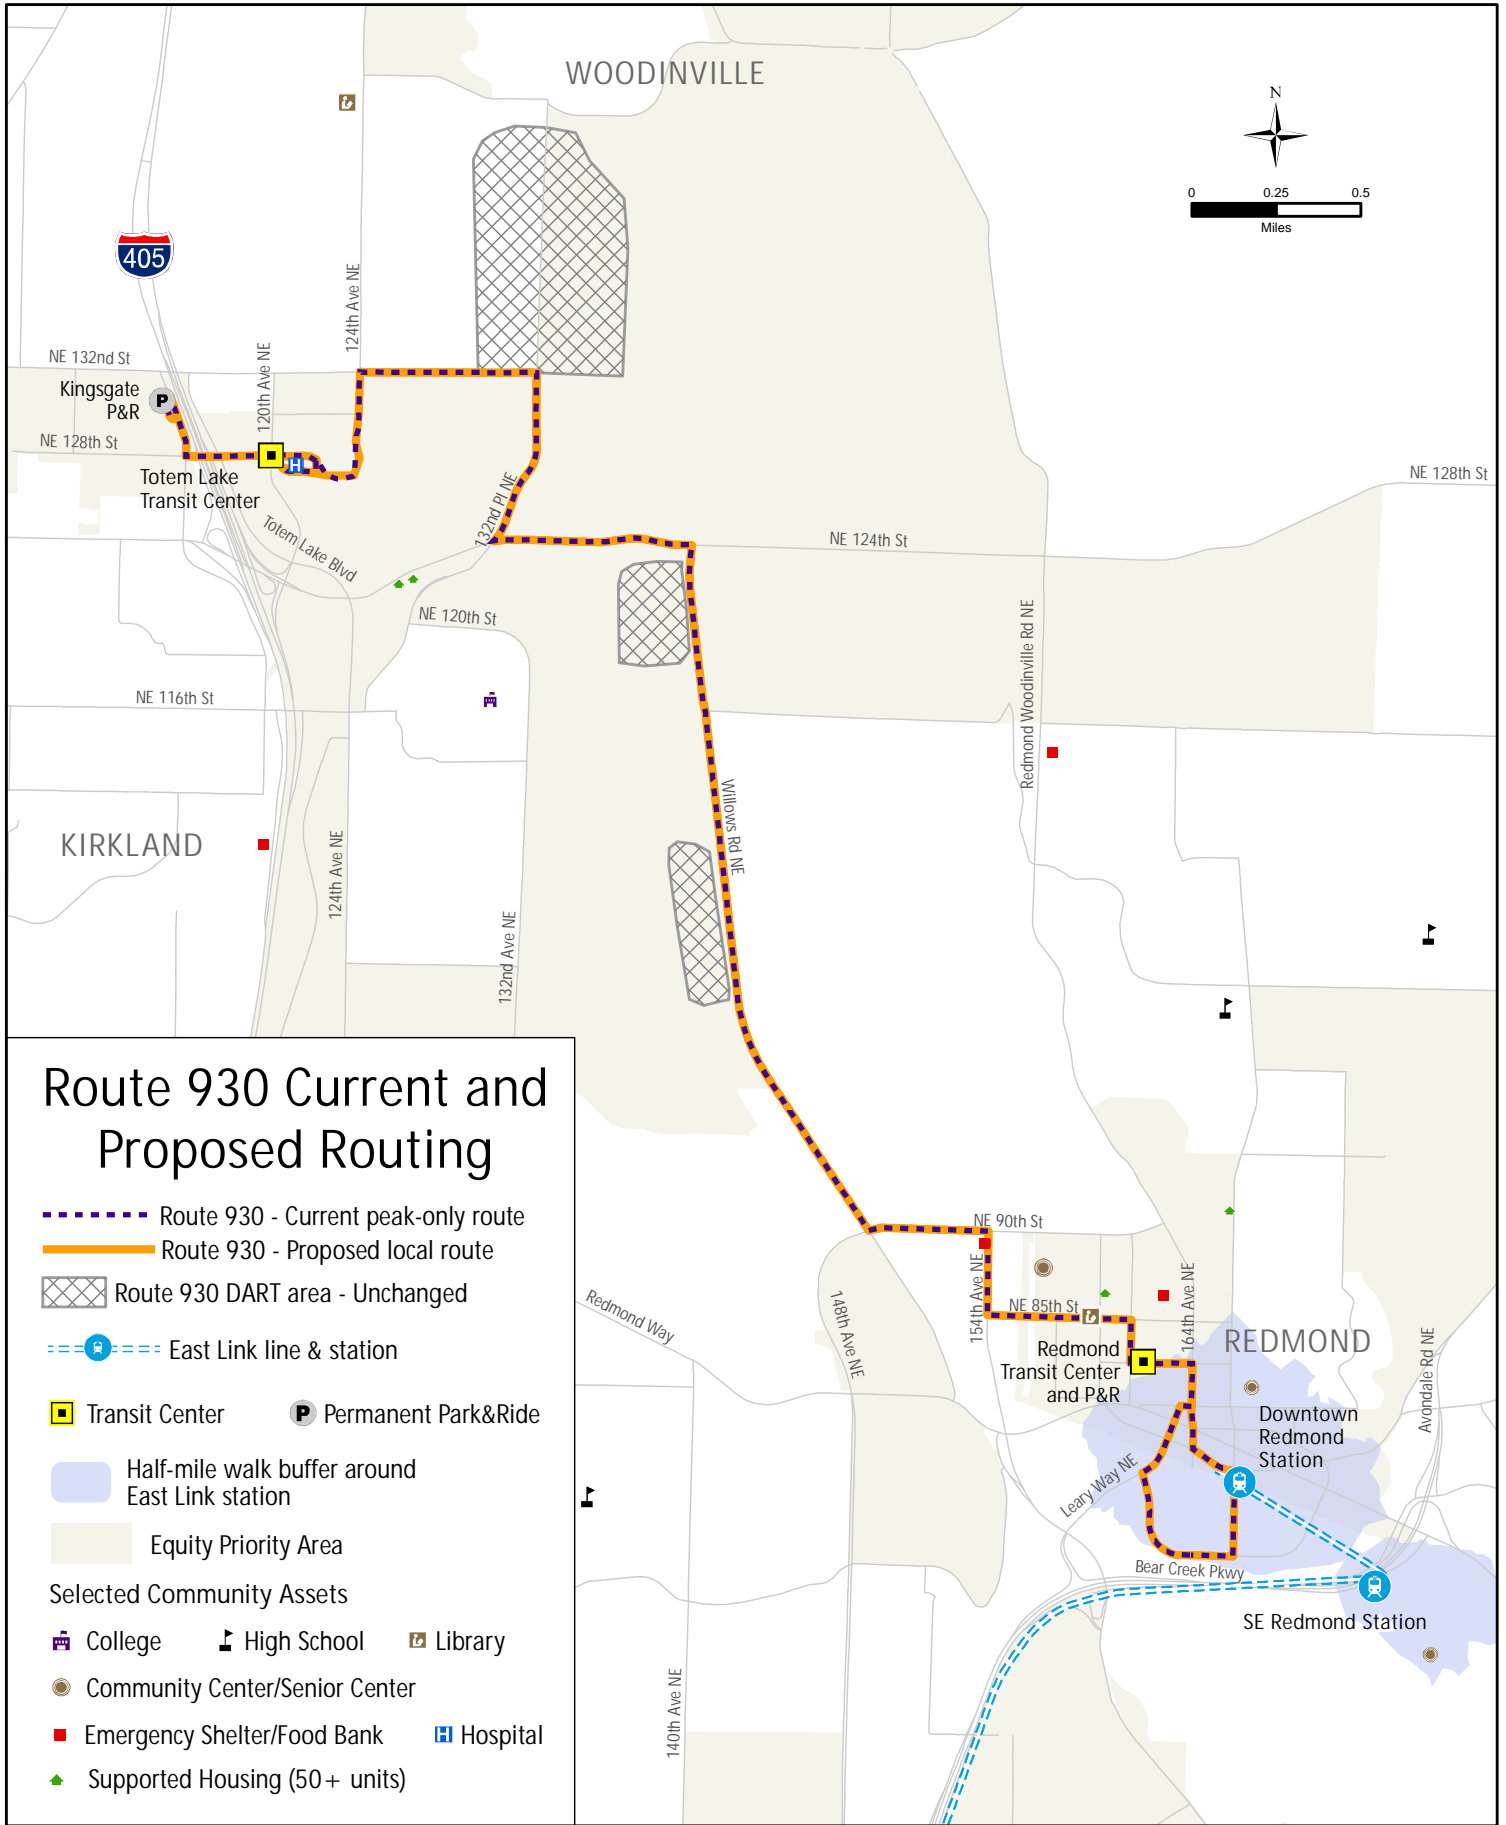 WOODINVILLE
N
0 0.25 0.5
Miles
405
124th Ave NE
NE 132nd St
120th Ave NE
Kingsgate
P&R
P
NE 128th St
H
Totem Lake
Transit Center
NE 128th St
132nd Pl NE
Totem Lake Blvd
NE 124th St
NE 120th St
Redmond Woodinville Rd NE
NE 116th St
Willows Rd NE
KIRKLAND
124th Ave NE
132nd Ave NE
NE 90th St
154th Ave NE
164th Ave NE
NE 85th St
Redmond Way
148th Ave NE
REDMOND
Avondale Rd NE
Redmond
Transit Center
and P&R
Downtown
Redmond
Station
Leary Way NE
Bear Creek Pkwy
SE Redmond Station
140th Ave NE
Route 930 Current and
Proposed Routing
Route 930 - Current peak-only route
Route 930 - Proposed local route
Route 930 DART area - Unchanged
East Link line & station
Transit Center
P Permanent Park&Ride
Half-mile walk buffer around
East Link station
Equity Priority Area
Selected Community Assets
College High School Library
Community Center/Senior Center
Emergency Shelter/Food Bank H Hospital
Supported Housing (50+ units)